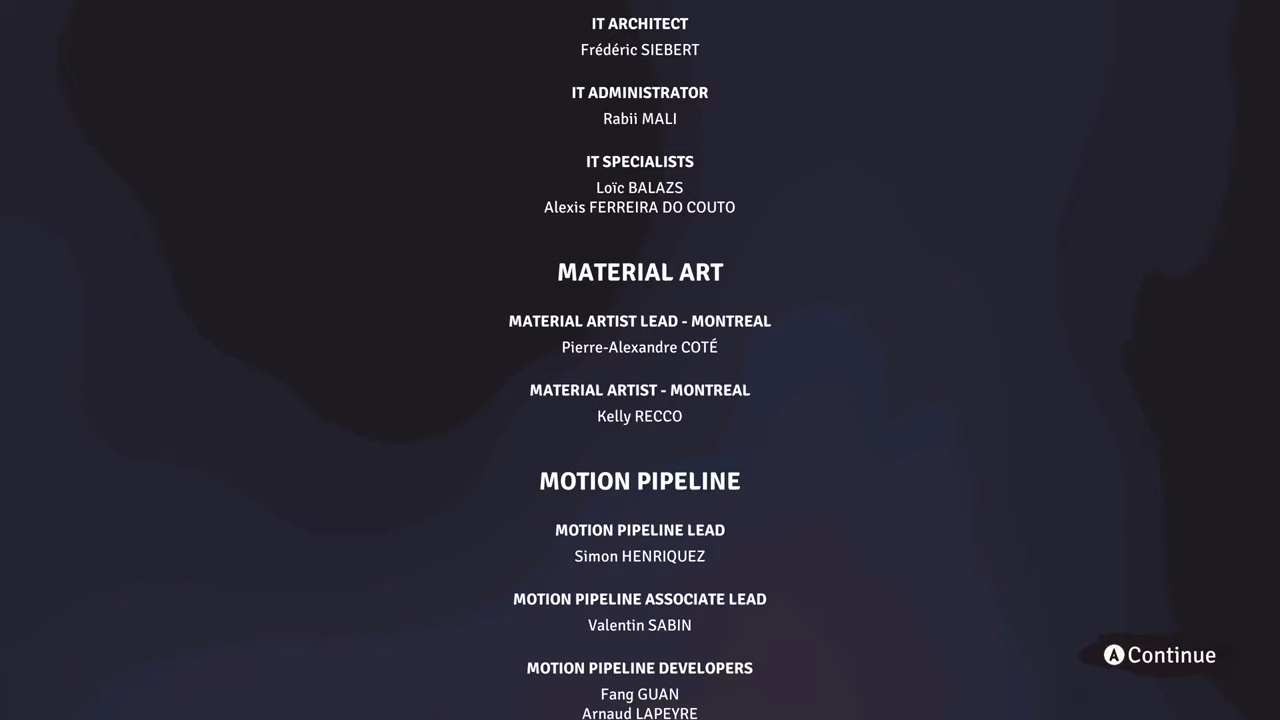 IT ARCHITECT
Frédéric SIEBERT
IT ADMINISTRATOR
Rabii MALI
IT SPECIALISTS
Loïc BALAZS
Alexis FERREIRA DO COUTO
MATERIAL ART
MATERIAL ARTIST LEAD - MONTREAL
Pierre-Alexandre COTÉ
MATERIAL ARTIST - MONTREAL
Kelly RECCO
MOTION PIPELINE
MOTION PIPELINE LEAD
Simon HENRIQUEZ
MOTION PIPELINE ASSOCIATE LEAD
Valentin SABIN
A Continue
MOTION PIPELINE DEVELOPERS
Fang GUAN
Arnaud LAPEYRE